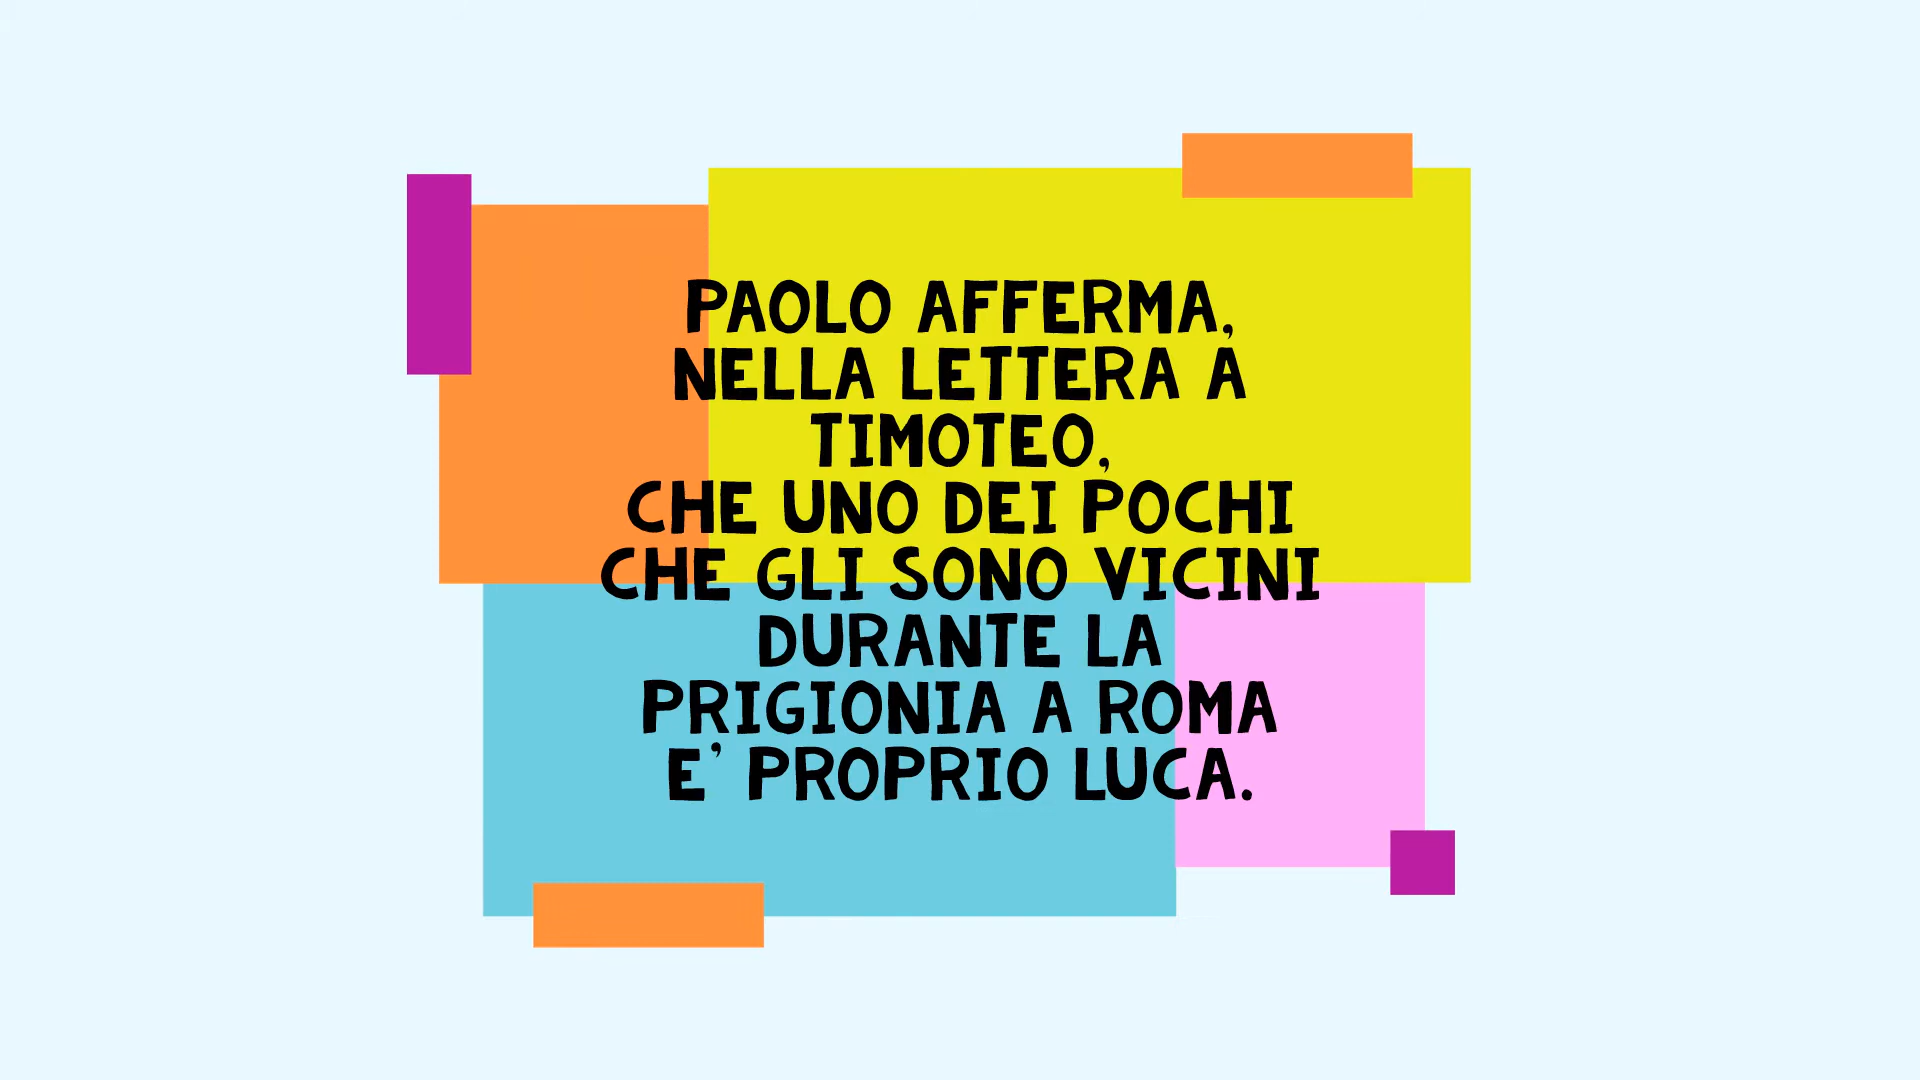 PAOLO AFFERMA,
NELLA LETTERA A
TIMOTEO,
CHE UNO DEI POCHI
CHE GLI SONO VICINI
DURANTE LA
PRIGIONIA A ROMA
E' PROPRIO LUCA.